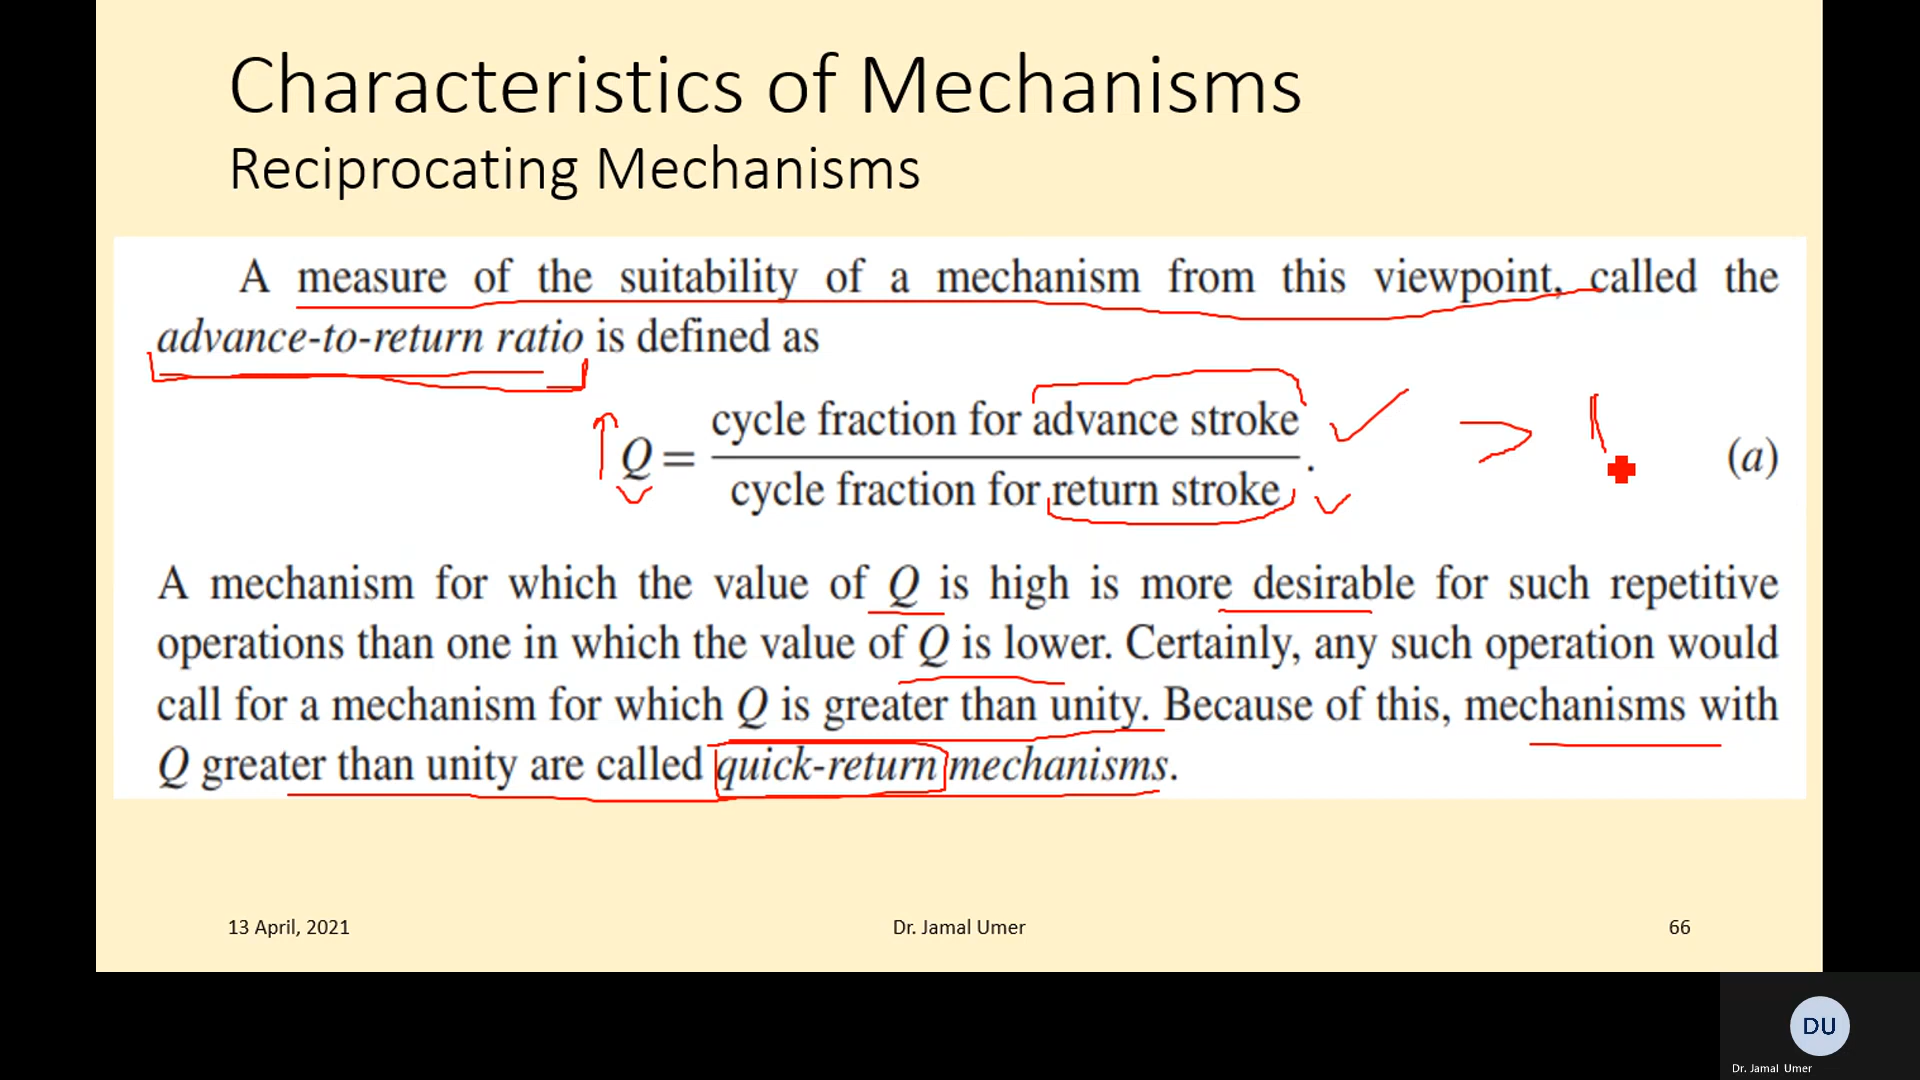 Characteristics of Mechanisms
Reciprocating Mechanisms
A measure of the suitability of a mechanism from this viewpoint, called the
advance-to-return ratio is defined as
Q = cycle fraction for advance stroke / cycle fraction for return stroke. > 1 (a)
A mechanism for which the value of Q is high is more desirable for such repetitive
operations than one in which the value of Q is lower. Certainly, any such operation would
call for a mechanism for which Q is greater than unity. Because of this, mechanisms with
Q greater than unity are called quick-return mechanisms.
13 April, 2021
Dr. Jamal Umer
66
DU
Dr. Jamal Umer